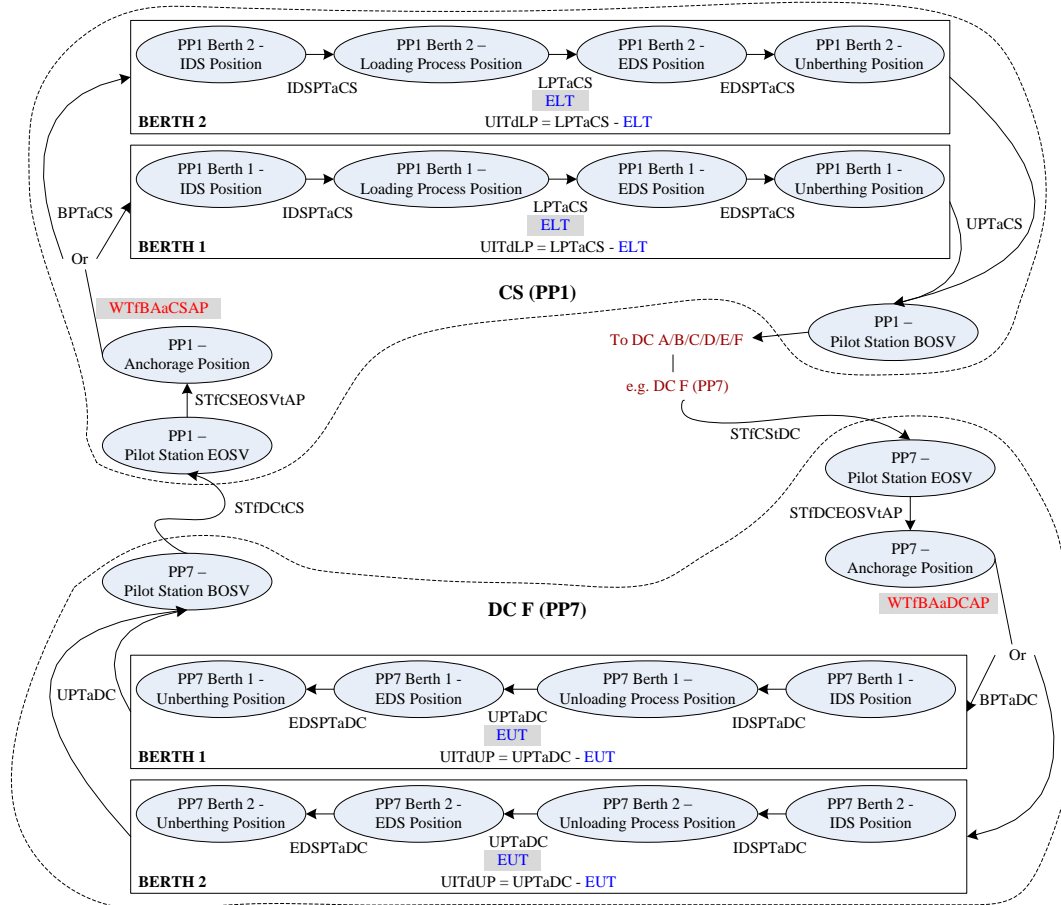 PP1 Berth 2 -
IDS Position
PP1 Berth 2 –
Loading Process Position
PP1 Berth 2 -
EDS Position
PP1 Berth 2 -
Unberthing Position
IDSPTaCS
LPTaCS
EDSPTaCS
ELT
BERTH 2
UITdLP = LPTaCS - ELT
PP1 Berth 1 -
IDS Position
PP1 Berth 1 –
Loading Process Position
PP1 Berth 1 -
EDS Position
PP1 Berth 1 -
Unberthing Position
BPTaCS
IDSPTaCS
LPTaCS
EDSPTaCS
UPTaCS
ELT
BERTH 1
UITdLP = LPTaCS - ELT
Or
CS (PP1)
WTfBAaCSAP
PP1 –
Pilot Station BOSV
To DC A/B/C/D/E/F
PP1 –
Anchorage Position
e.g. DC F (PP7)
STfCSEOSVtAP
STfCStDC
PP1 –
Pilot Station EOSV
PP7 –
Pilot Station EOSV
STfDCtCS
STfDCEOSVtAP
PP7 –
Anchorage Position
PP7 –
Pilot Station BOSV
WTfBAaDCAP
DC F (PP7)
Or
UPTaDC
BPTaDC
PP7 Berth 1 -
Unberthing Position
PP7 Berth 1 -
EDS Position
PP7 Berth 1 –
Unloading Process Position
PP7 Berth 1 -
IDS Position
EDSPTaDC
UPTaDC
IDSPTaDC
EUT
BERTH 1
UITdUP = UPTaDC - EUT
PP7 Berth 2 -
Unberthing Position
PP7 Berth 2 -
EDS Position
PP7 Berth 2 –
Unloading Process Position
PP7 Berth 2 -
IDS Position
EDSPTaDC
UPTaDC
IDSPTaDC
EUT
BERTH 2
UITdUP = UPTaDC - EUT